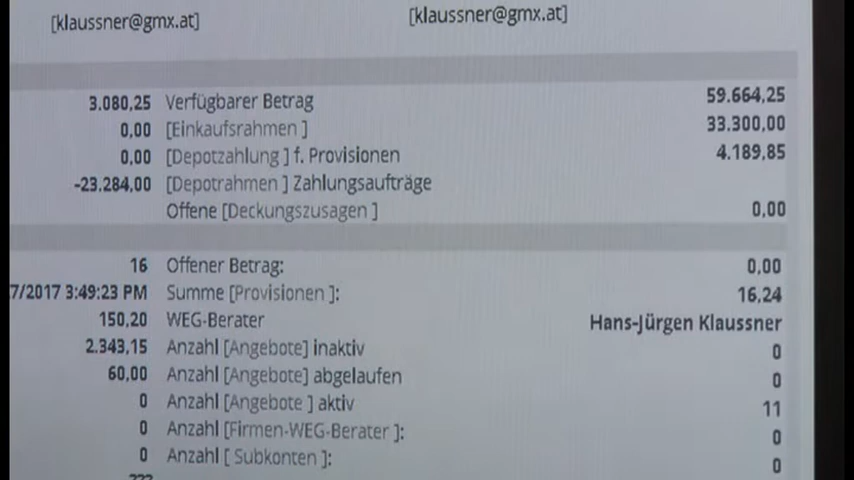 [klaussner@gmx.at] [klaussner@gmx.at]
3.080,25 Verfügbarer Betrag 59.664,25
0,00 [Einkaufsrahmen ] 33.300,00
0,00 [Depotzahlung ] f. Provisionen 4.189,85
-23.284,00 [Depotrahmen ] Zahlungsaufträge
Offene [Deckungszusagen ] 0,00
16 Offener Betrag: 0,00
7/2017 3:49:23 PM Summe [Provisionen ]: 16,24
150,20 WEG-Berater Hans-Jürgen Klaussner
2.343,15 Anzahl [Angebote] inaktiv 0
60,00 Anzahl [Angebote] abgelaufen 0
0 Anzahl [Angebote ] aktiv 11
0 Anzahl [Firmen-WEG-Berater ]: 0
0 Anzahl [ Subkonten ]: 0